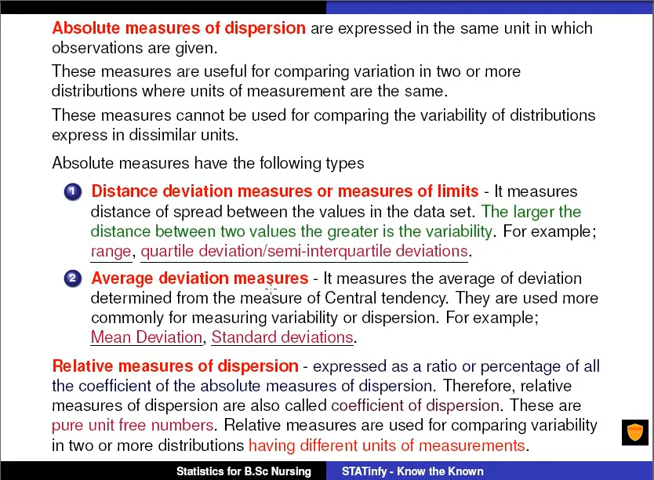 Absolute measures of dispersion are expressed in the same unit in which
observations are given.
These measures are useful for comparing variation in two or more
distributions where units of measurement are the same.
These measures cannot be used for comparing the variability of distributions
express in dissimilar units.
Absolute measures have the following types
1 Distance deviation measures or measures of limits - It measures
distance of spread between the values in the data set. The larger the
distance between two values the greater is the variability. For example;
range, quartile deviation/semi-interquartile deviations.
2 Average deviation measures - It measures the average of deviation
determined from the measure of Central tendency. They are used more
commonly for measuring variability or dispersion. For example;
Mean Deviation, Standard deviations.
Relative measures of dispersion - expressed as a ratio or percentage of all
the coefficient of the absolute measures of dispersion. Therefore, relative
measures of dispersion are also called coefficient of dispersion. These are
pure unit free numbers. Relative measures are used for comparing variability
in two or more distributions having different units of measurements.
Statistics for B.Sc Nursing STATinfy - Know the Known